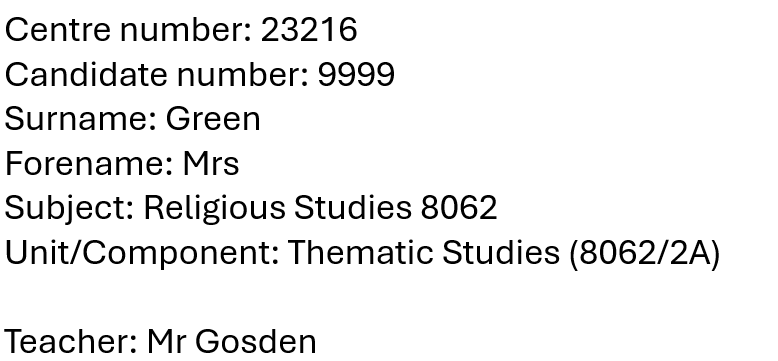 Centre number: 23216
Candidate number: 9999
Surname: Green
Forename: Mrs
Subject: Religious Studies 8062
Unit/Component: Thematic Studies (8062/2A)
Teacher: Mr Gosden